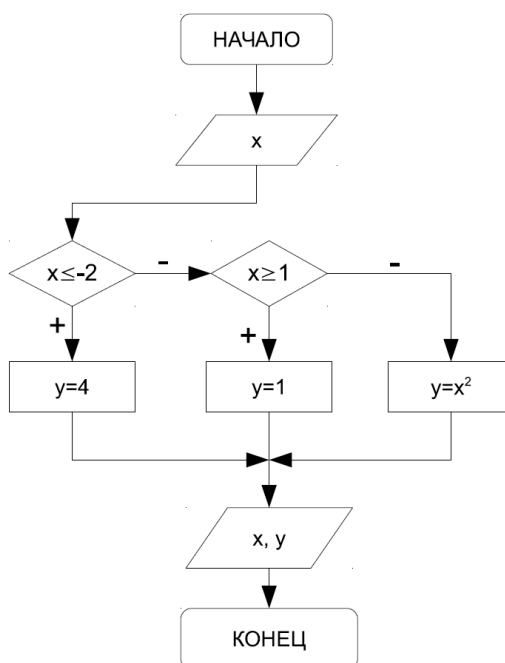 НАЧАЛО
x
x≤-2
-
x≥1
-
+
+
y=4
y=1
y=x²
x, y
КОНЕЦ